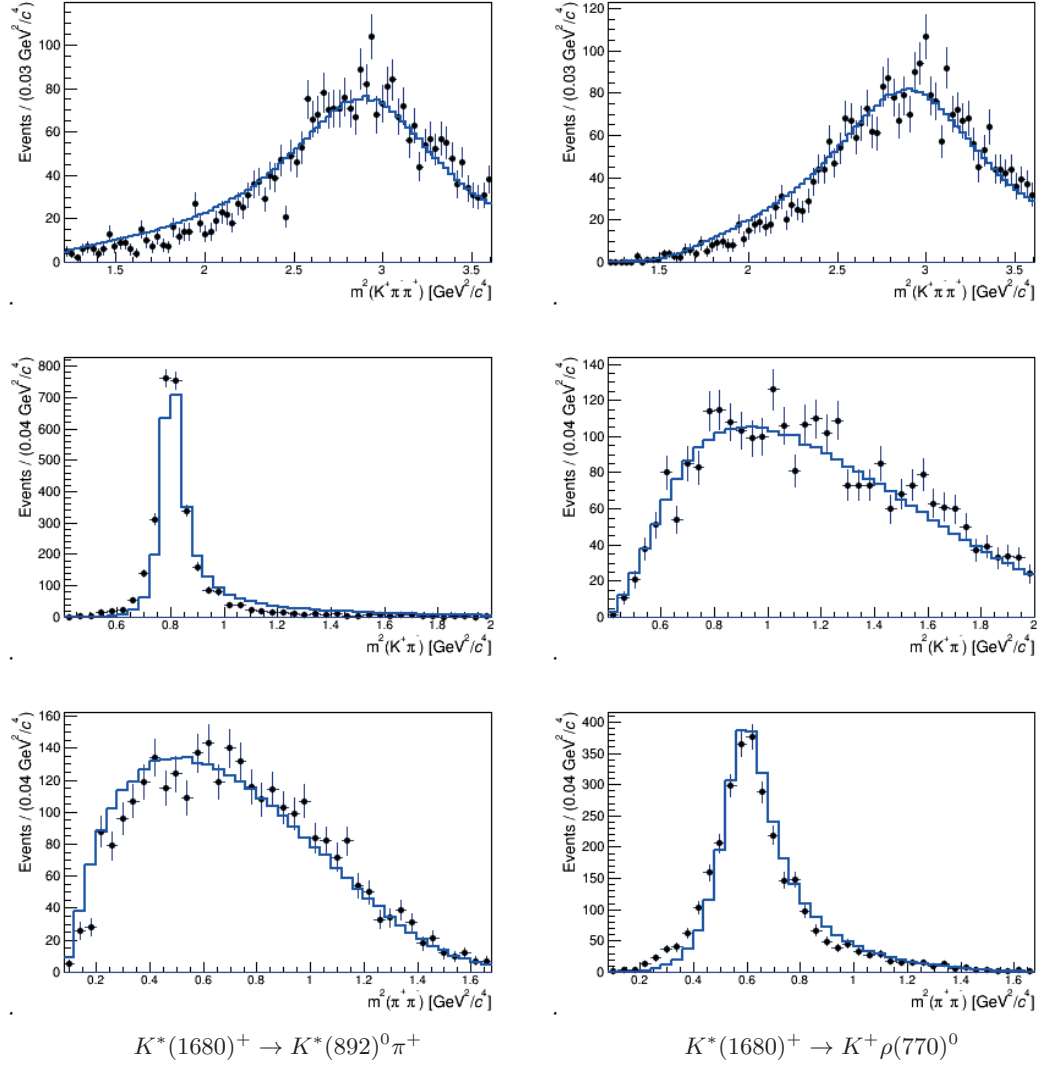 Events / (0.03 GeV²/c⁴)
120
100
80
60
40
20
0
1.5 2 2.5 3 3.5
m²(K⁺π⁻π⁺) [GeV²/c⁴]
Events / (0.03 GeV²/c⁴)
120
100
80
60
40
20
0
1.5 2 2.5 3 3.5
m²(K⁺π⁻π⁺) [GeV²/c⁴]
Events / (0.04 GeV²/c⁴)
800
700
600
500
400
300
200
100
0
0.6 0.8 1 1.2 1.4 1.6 1.8 2
m²(K⁺π⁻) [GeV²/c⁴]
Events / (0.04 GeV²/c⁴)
140
120
100
80
60
40
20
0
0.6 0.8 1 1.2 1.4 1.6 1.8 2
m²(K⁺π⁻) [GeV²/c⁴]
Events / (0.04 GeV²/c⁴)
160
140
120
100
80
60
40
20
0
0.2 0.4 0.6 0.8 1 1.2 1.4 1.6
m²(π⁺π⁻) [GeV²/c⁴]
Events / (0.04 GeV²/c⁴)
400
350
300
250
200
150
100
50
0
0.2 0.4 0.6 0.8 1 1.2 1.4 1.6
m²(π⁺π⁻) [GeV²/c⁴]
K*(1680)⁺ → K*(892)⁰π⁺
K*(1680)⁺ → K⁺ρ(770)⁰